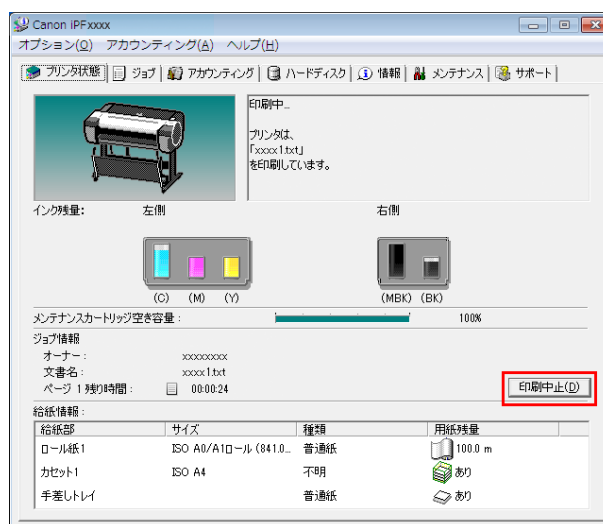 Canon iPFxxxx
オプション(O) アカウンティング(A) ヘルプ(H)
プリンタ状態 ジョブ アカウンティング ハードディスク 情報 メンテナンス サポート
印刷中...
プリンタは、
「xxxx1.txt」
を印刷しています。
インク残量: 左側 右側
(C) (M) (Y) (MBK) (BK)
メンテナンスカートリッジ空き容量: 100%
ジョブ情報
オーナー: xxxxxxxx
文書名: xxxx1.txt
ページ 1 残り時間: 00:00:24
印刷中止(D)
給紙情報:
給紙部 サイズ 種類 用紙残量
ロール紙1 ISO A0/A1ロール (841.0... 普通紙 100.0 m
カセット1 ISO A4 不明 あり
手差しトレイ 普通紙 あり